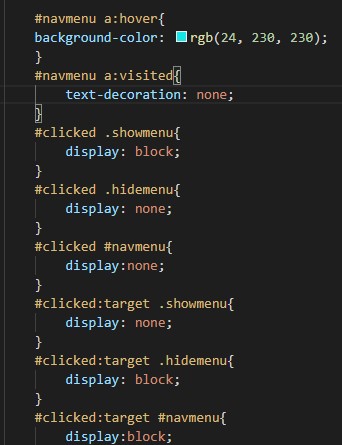 #navmenu a:hover{
background-color: rgb(24, 230, 230);
}
#navmenu a:visited{
    text-decoration: none;
}
#clicked .showmenu{
    display: block;
}
#clicked .hidemenu{
    display: none;
}
#clicked #navmenu{
    display:none;
}
#clicked:target .showmenu{
    display: none;
}
#clicked:target .hidemenu{
    display: block;
}
#clicked:target #navmenu{
    display:block;